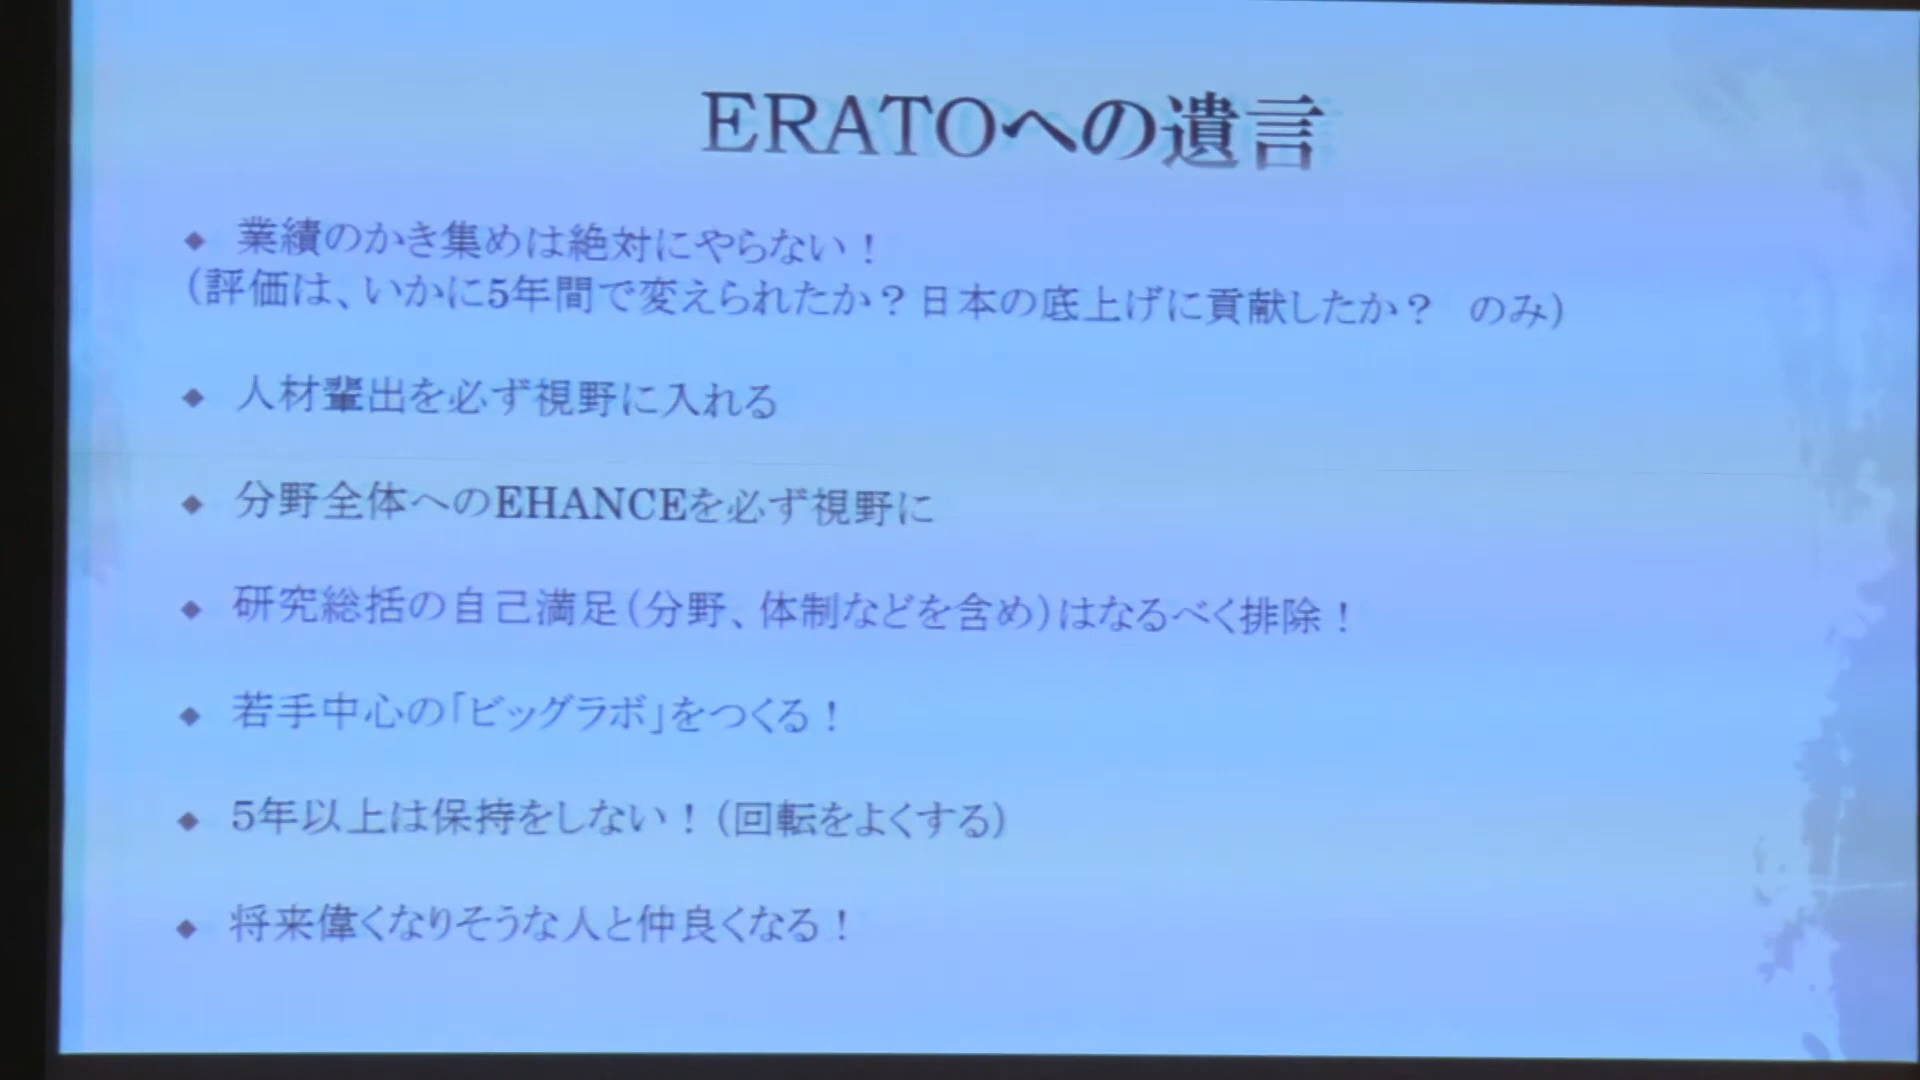 ERATOへの遺言
◆ 業績のかき集めは絶対にやらない！
（評価は、いかに5年間で変えられたか？日本の底上げに貢献したか？　のみ）
◆ 人材輩出を必ず視野に入れる
◆ 分野全体へのEHANCEを必ず視野に
◆ 研究総括の自己満足（分野、体制などを含め）はなるべく排除！
◆ 若手中心の「ビッグラボ」をつくる！
◆ 5年以上は保持をしない！（回転をよくする）
◆ 将来偉くなりそうな人と仲良くなる！